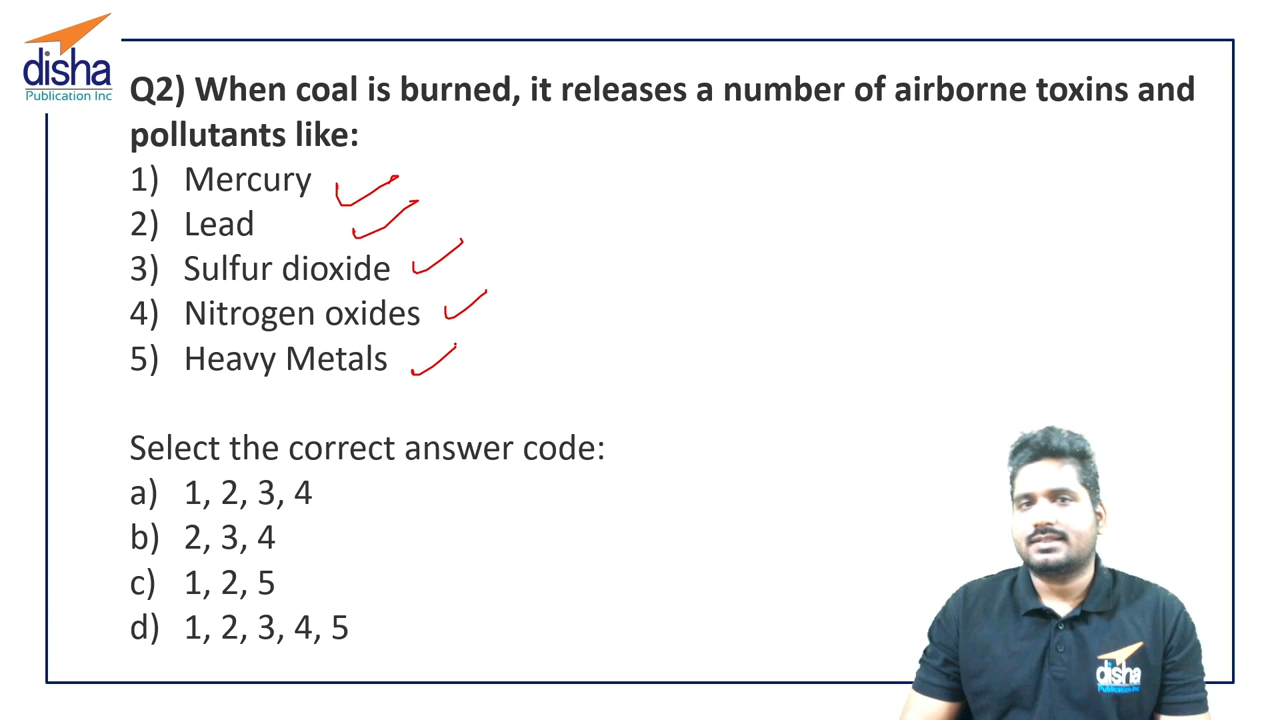 disha
Publication Inc
Q2) When coal is burned, it releases a number of airborne toxins and
pollutants like:
1) Mercury
2) Lead
3) Sulfur dioxide
4) Nitrogen oxides
5) Heavy Metals
Select the correct answer code:
a) 1, 2, 3, 4
b) 2, 3, 4
c) 1, 2, 5
d) 1, 2, 3, 4, 5
disha
Publication Inc